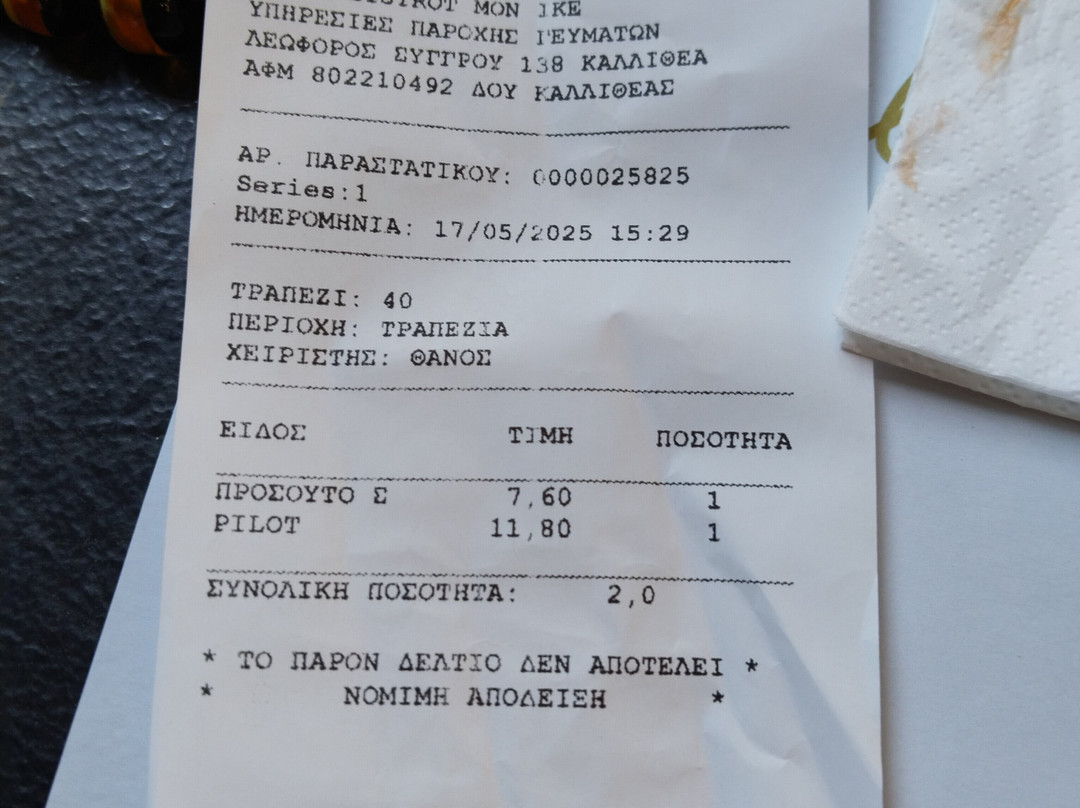 ΜΟΝ ΙΚΕ
ΥΠΗΡΕΣΙΕΣ ΠΑΡΟΧΗΣ ΓΕΥΜΑΤΩΝ
ΛΕΩΦΟΡΟΣ ΣΥΓΓΡΟΥ 138 ΚΑΛΛΙΘΕΑ
ΑΦΜ 802210492 ΔΟΥ ΚΑΛΛΙΘΕΑΣ
ΑΡ. ΠΑΡΑΣΤΑΤΙΚΟΥ: 0000025825
Series:1
ΗΜΕΡΟΜΗΝΙΑ: 17/05/2025 15:29
ΤΡΑΠΕΖΙ: 40
ΠΕΡΙΟΧΗ: ΤΡΑΠΕΖΙΑ
ΧΕΙΡΙΣΤΗΣ: ΘΑΝΟΣ
ΕΙΔΟΣ ΤΙΜΗ ΠΟΣΟΤΗΤΑ
ΠΡΟΣΟΥΤΟ Σ 7,60 1
PILOT 11,80 1
ΣΥΝΟΛΙΚΗ ΠΟΣΟΤΗΤΑ: 2,0
* ΤΟ ΠΑΡΟΝ ΔΕΛΤΙΟ ΔΕΝ ΑΠΟΤΕΛΕΙ *
* ΝΟΜΙΜΗ ΑΠΟΔΕΙΞΗ *